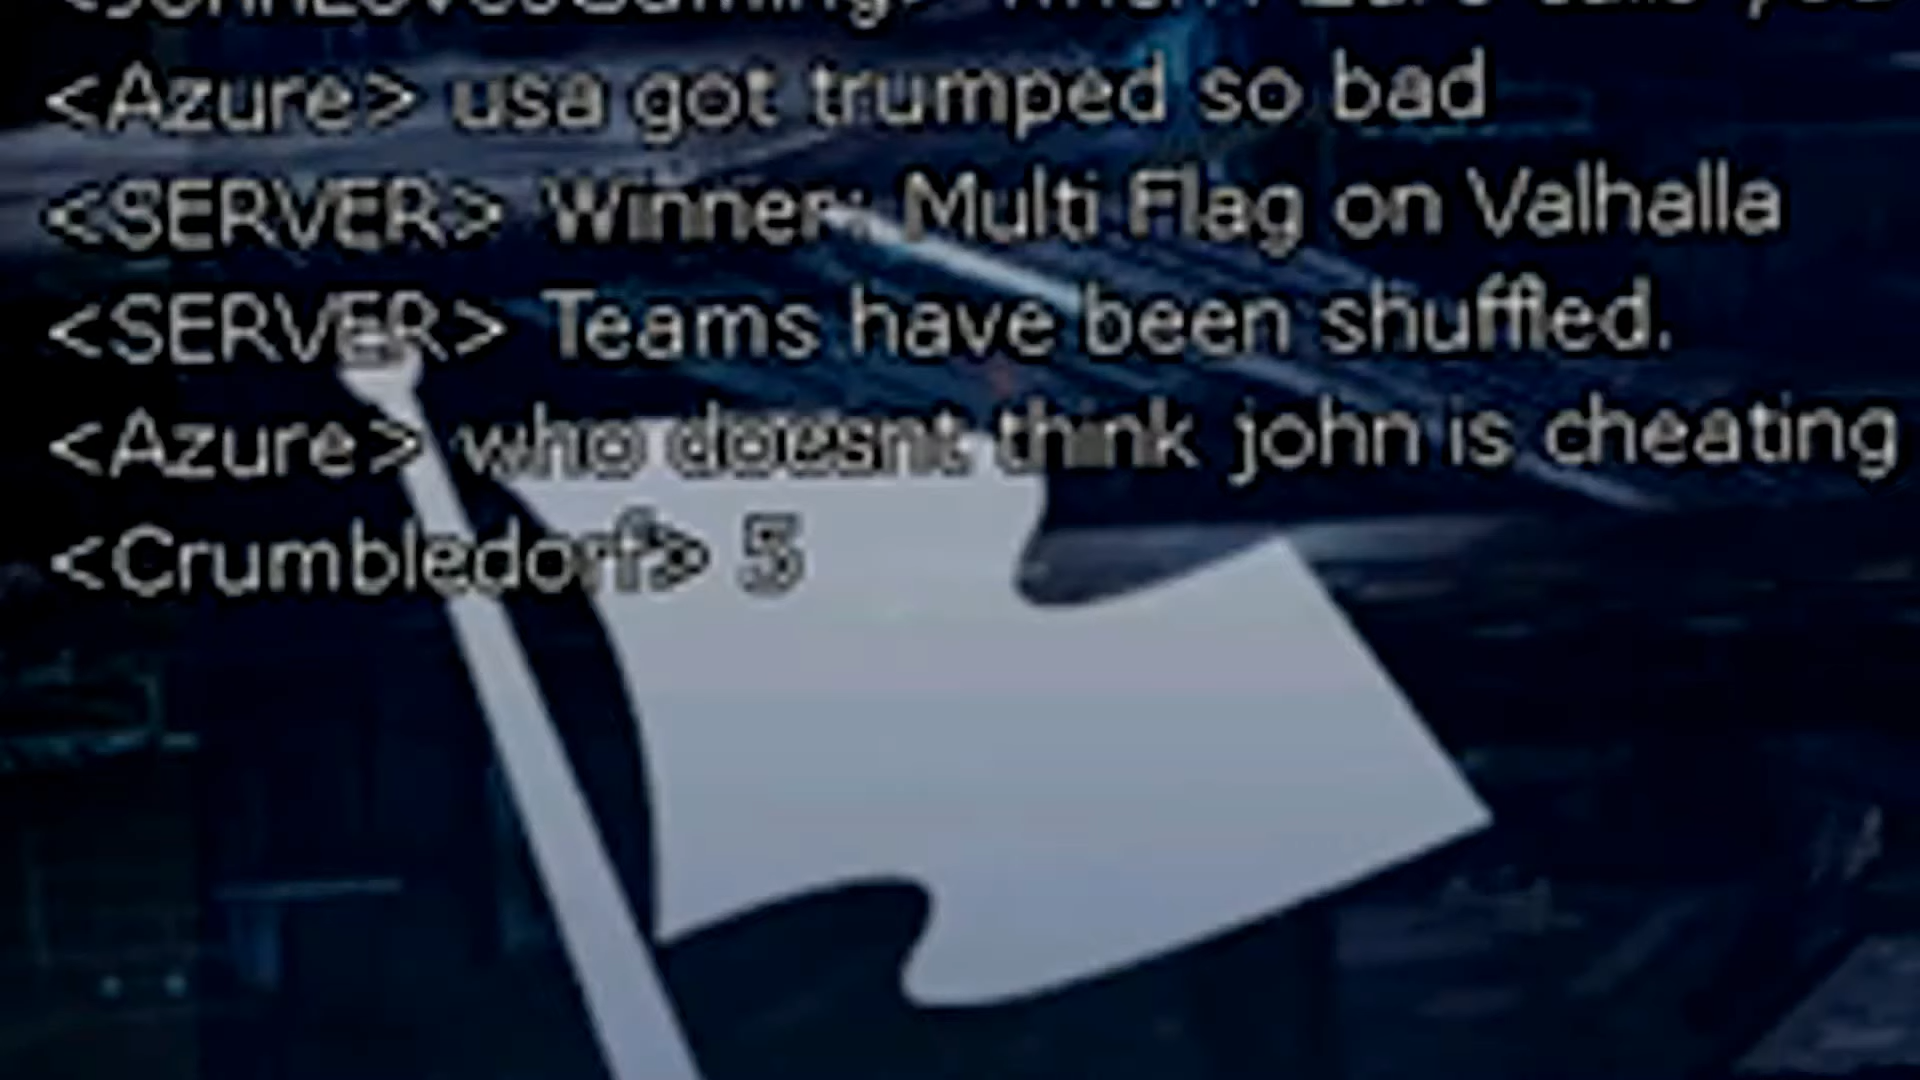 <Azure> usa got trumped so bad
<SERVER> Winner: Multi Flag on Valhalla
<SERVER> Teams have been shuffled.
<Azure> who doesnt think john is cheating
<Crumbledorf> 5